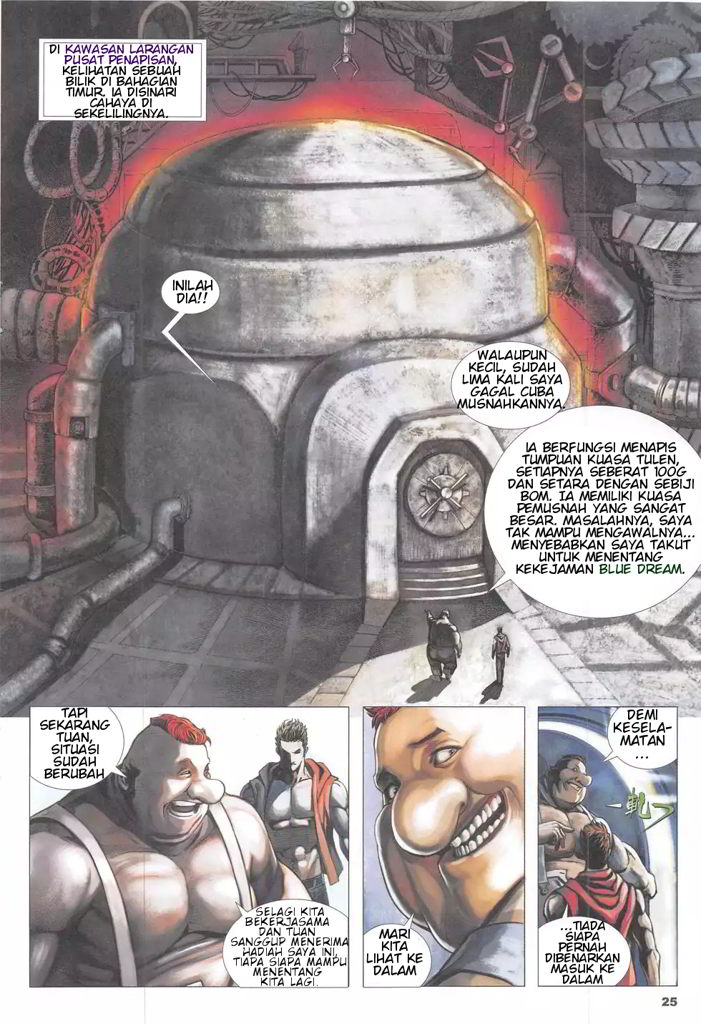 DI KAWASAN LARANGAN
PUSAT PENAPISAN,
KELIHATAN SEBUAH
BILIK DI BAHAGIAN
TIMUR. IA DISINARI
CAHAYA DI
SEKELILINGNYA.
INILAH
DIA!!
WALAUPUN
KECIL, SUDAH
LIMA KALI SAYA
GAGAL CUBA
MUSNAHKANNYA.
IA BERFUNGSI MENAPIS
TUMPUAN KUASA TULEN,
SETIAPNYA SEBERAT 100G
DAN SETARA DENGAN SEBIJI
BOM. IA MEMILIKI KUASA
PEMUSNAH YANG SANGAT
BESAR. MASALAHNYA, SAYA
TAK MAMPU MENGAWALNYA...
MENYEBABKAN SAYA TAKUT
UNTUK MENENTANG
KEKEJAMAN BLUE DREAM.
TAPI
SEKARANG
TUAN,
SITUASI
SUDAH
BERUBAH
SELAGI KITA
BEKERJASAMA
DAN TUAN
SANGGUP MENERIMA
HADIAH SAYA INI,
TIADA SIAPA MAMPU
MENENTANG
KITA LAGI.
MARI
KITA
LIHAT KE
DALAM
DEMI
KESELA-
MATAN
...
...TIADA
SIAPA
PERNAH
DIBENARKAN
MASUK KE
DALAM
25